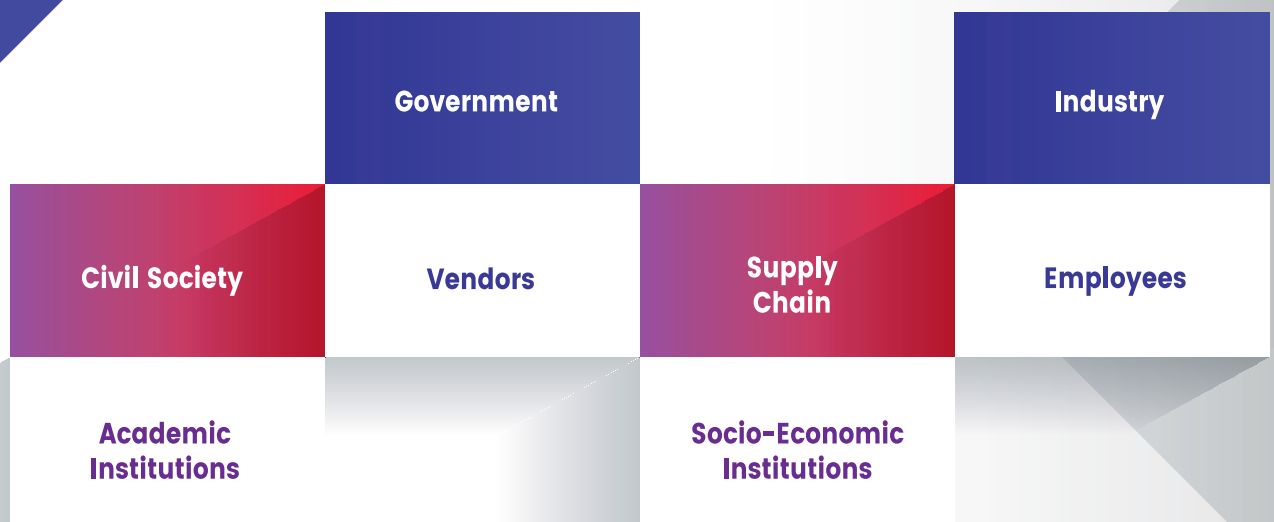 Government
Industry
Civil Society
Vendors
Supply
Chain
Employees
Academic
Institutions
Socio-Economic
Institutions